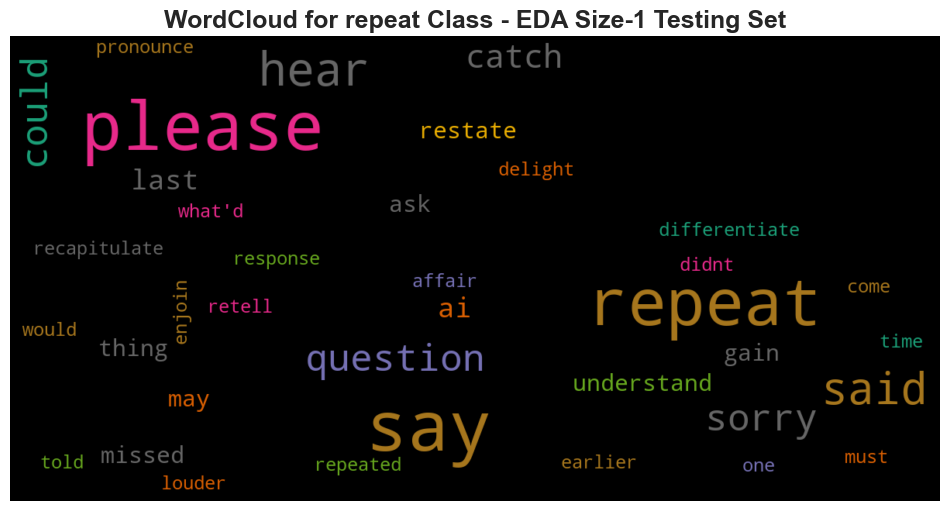 WordCloud for repeat Class - EDA Size-1 Testing Set
pronounce
hear
catch
could
please
restate
delight
last
ask
what'd
differentiate
recapitulate
response
didnt
affair
come
enjoin
retell
ai
repeat
would
time
thing
question
gain
understand
said
may
say
sorry
missed
told
repeated
earlier
one
must
louder